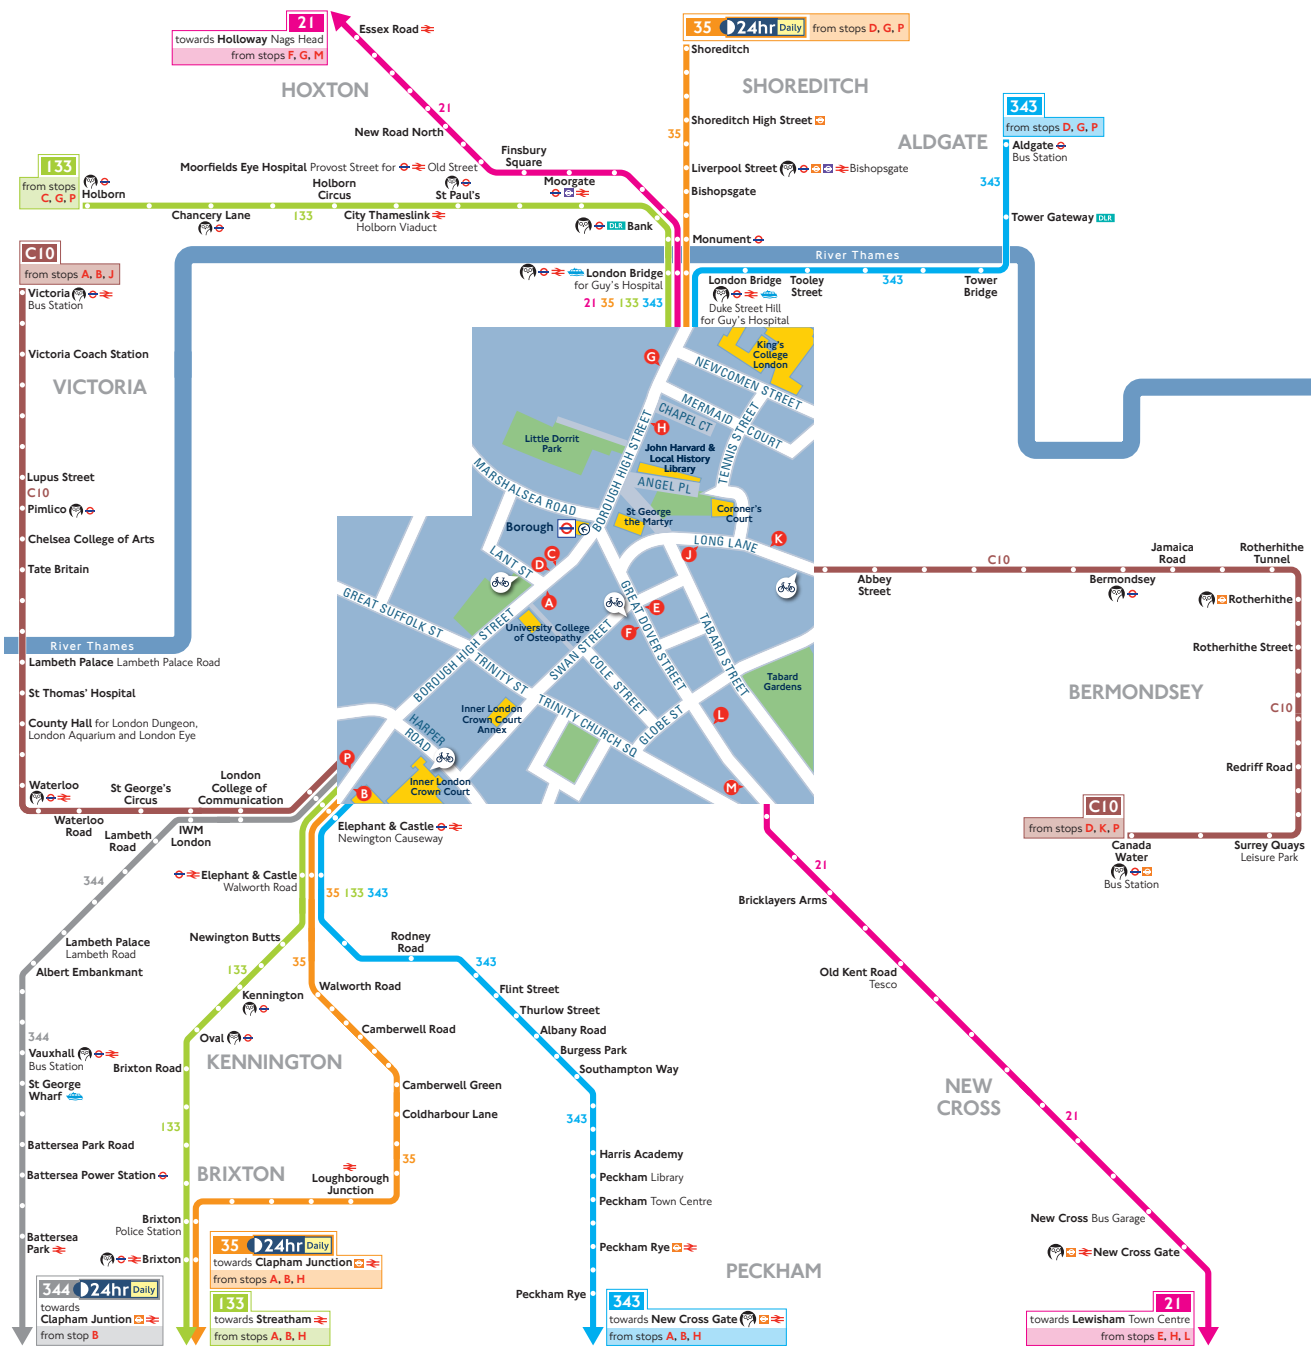 21
towards Holloway Nags Head
from stops F, G, M
Essex Road
HOXTON
21
New Road North
Moorfields Eye Hospital Provost Street for Old Street
Finsbury
Square
Moorgate
35 24hr Daily
from stops D, G, P
Shoreditch
SHOREDITCH
Shoreditch High Street
35
Liverpool Street Bishopsgate
Bishopsgate
Monument
343
from stops D, G, P
ALDGATE
Aldgate
Bus Station
343
Tower Gateway DLR
133
from stops
C, G, P
Holborn
Chancery Lane
133
Holborn
Circus
City Thameslink
Holborn Viaduct
St Paul's
DLR Bank
River Thames
London Bridge
for Guy's Hospital
21 35 133 343
London Bridge
Duke Street Hill
for Guy's Hospital
Tooley
Street
343
Tower
Bridge
C10
from stops A, B, J
Victoria
Bus Station
Victoria Coach Station
VICTORIA
Lupus Street
C10
Pimlico
Chelsea College of Arts
Tate Britain
River Thames
Lambeth Palace Lambeth Palace Road
St Thomas' Hospital
County Hall for London Dungeon,
London Aquarium and London Eye
Waterloo
Waterloo
Road
St George's
Circus
London
College of
Communication
Lambeth
Road
IWM
London
King's
College
London
G
NEWCOMEN STREET
MERMAID COURT
CHAPEL CT
H
TENNIS STREET
BOROUGH HIGH STREET
Little Dorrit
Park
John Harvard &
Local History
Library
ANGEL PL
MARSHALSEA ROAD
St George
the Martyr
Coroner's
Court
Borough
LONG LANE
K
J
C
D
LANT ST
A
GREAT SUFFOLK ST
University College
of Osteopathy
BOROUGH HIGH STREET
GREAT DOVER STREET
E
F
TABARD STREET
SWAN STREET
COLE STREET
TRINITY ST
TRINITY CHURCH SQ
GLOBE ST
Tabard
Gardens
Inner London
Crown Court
Annex
HARPER
ROAD
L
M
P
B
Inner London
Crown Court
Abbey
Street
C10
Bermondsey
Jamaica
Road
Rotherhithe
Tunnel
Rotherhithe
Rotherhithe Street
BERMONDSEY
C10
Redriff Road
C10
from stops D, K, P
Canada
Water
Bus Station
Surrey Quays
Leisure Park
Elephant & Castle
Newington Causeway
Elephant & Castle
Walworth Road
35 133 343
344
Lambeth Palace
Lambeth Road
Albert Embankmant
344
Vauxhall
Bus Station
St George
Wharf
Battersea Park Road
Battersea Power Station
Battersea
Park
344 24hr Daily
towards
Clapham Juntion
from stop B
Newington Butts
133
Kennington
Oval
KENNINGTON
Brixton Road
133
BRIXTON
Brixton
Police Station
Brixton
35
Walworth Road
Camberwell Road
Camberwell Green
Coldharbour Lane
35
Loughborough
Junction
35 24hr Daily
towards Clapham Junction
from stops A, B, H
133
towards Streatham
from stops A, B, H
Rodney
Road
343
Flint Street
Thurlow Street
Albany Road
Burgess Park
Southampton Way
343
Harris Academy
Peckham Library
Peckham Town Centre
Peckham Rye
PECKHAM
Peckham Rye
343
towards New Cross Gate
from stops A, B, H
21
Bricklayers Arms
Old Kent Road
Tesco
NEW
CROSS
21
New Cross Bus Garage
New Cross Gate
21
towards Lewisham Town Centre
from stops E, H, L